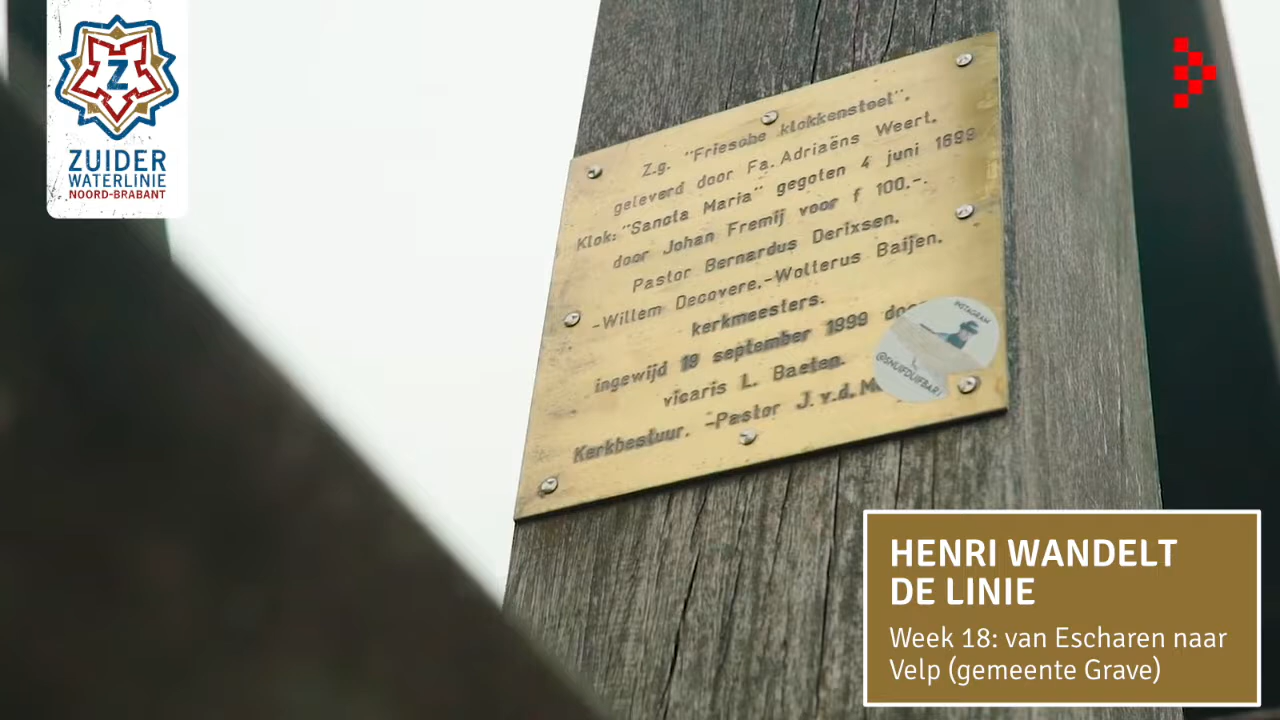 Z
ZUIDER
WATERLINIE
NOORD-BRABANT
Z.g. "Friesche klokkenstoel".
geleverd door Fa. Adriaëns Weert.
Klok: "Sancta Maria" gegoten 4 juni 1699
door Johan Fremij voor f 100.-.
Pastor Bernardus Derixsen.
-Willem Decovere.-Wolterus Baijen.
kerkmeesters.
ingewijd 19 september 1999
vicaris L. Baeten.
Kerkbestuur. -Pastor J.v.d.
INSTAGRAM
@SNUIFDUIFBARI
HENRI WANDELT
DE LINIE
Week 18: van Escharen naar
Velp (gemeente Grave)